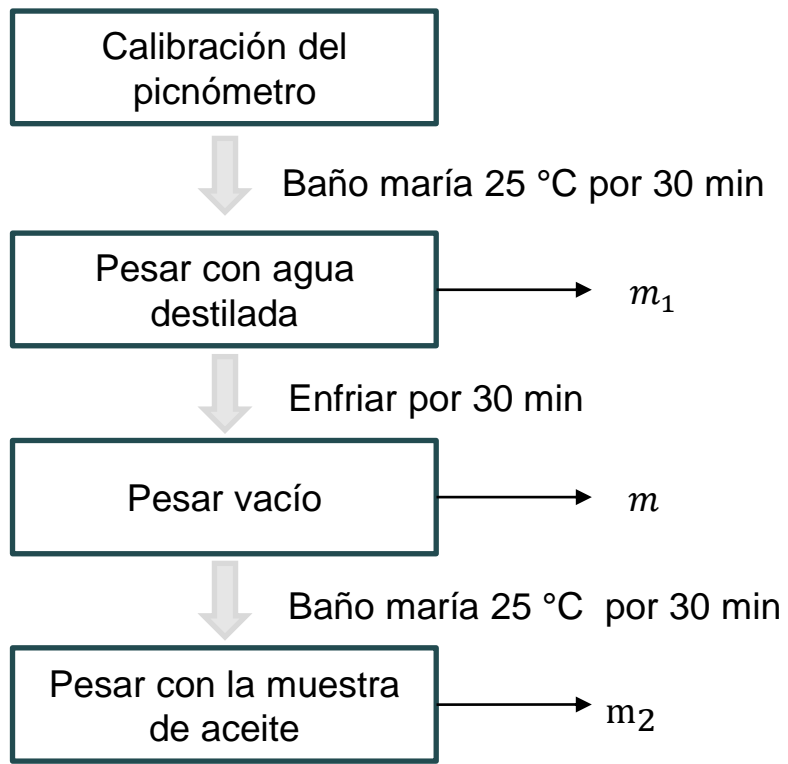 Calibración del
picnómetro
Baño maría 25 °C por 30 min
Pesar con agua
destilada
m₁
Enfriar por 30 min
Pesar vacío
m
Baño maría 25 °C por 30 min
Pesar con la muestra
de aceite
m₂